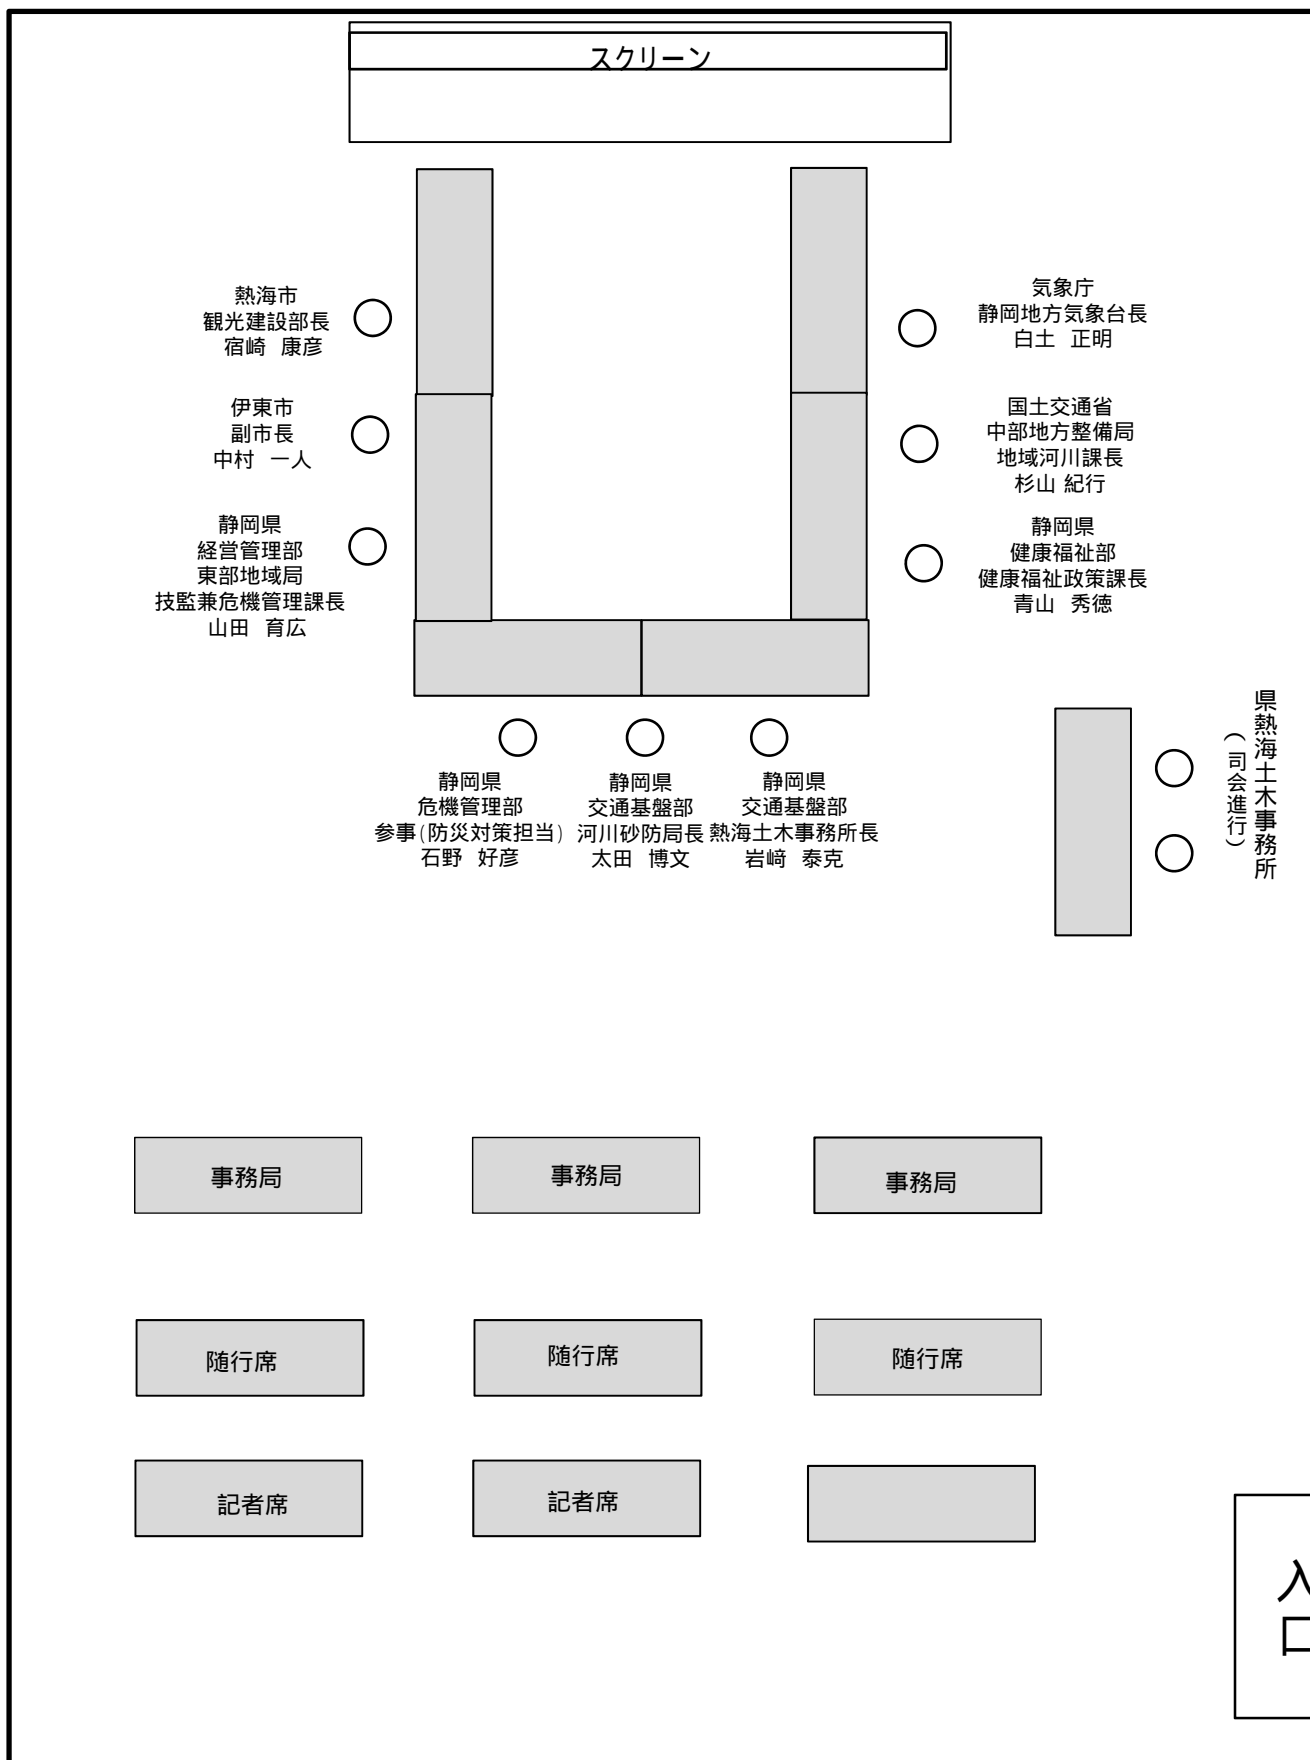 スクリーン
熱海市
観光建設部長
宿崎 康彦
伊東市
副市長
中村 一人
静岡県
経営管理部
東部地域局
技監兼危機管理課長
山田 育広
気象庁
静岡地方気象台長
白土 正明
国土交通省
中部地方整備局
地域河川課長
杉山 紀行
静岡県
健康福祉部
健康福祉政策課長
青山 秀徳
静岡県
危機管理部
参事(防災対策担当)
石野 好彦
静岡県
交通基盤部
河川砂防局長
太田 博文
静岡県
交通基盤部
熱海土木事務所長
岩﨑 泰克
県熱海土木事務所
(司会進行)
事務局
事務局
事務局
随行席
随行席
随行席
記者席
記者席
入口